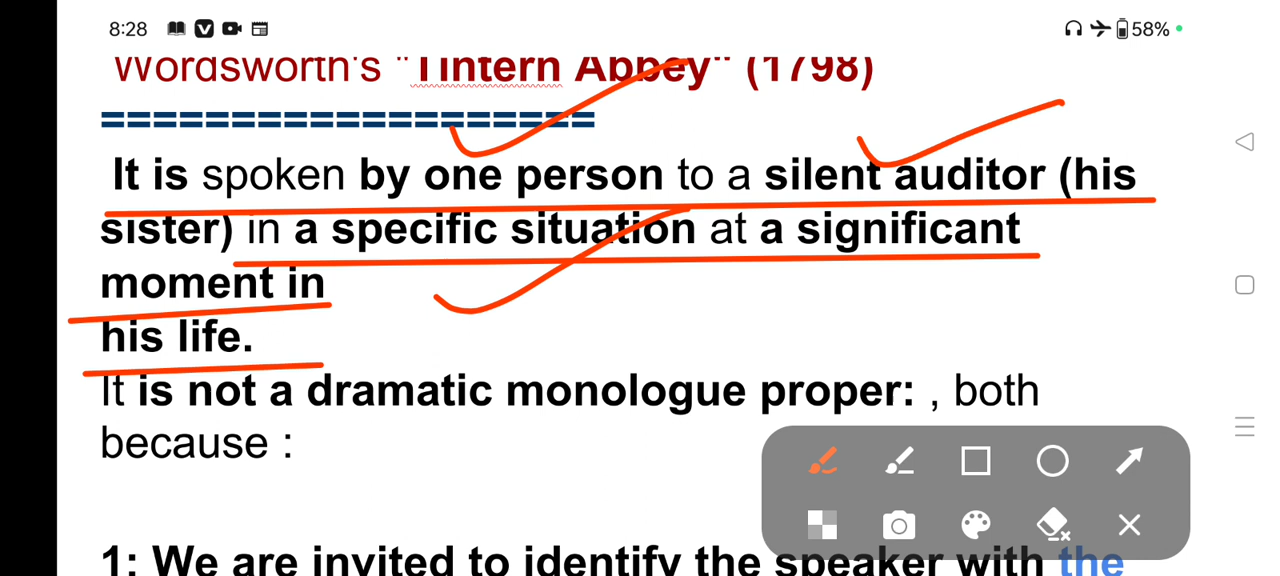 8:28
58%
Wordsworth's "Tintern Abbey" (1798)
===================
It is spoken by one person to a silent auditor (his
sister) in a specific situation at a significant
moment in
his life.
It is not a dramatic monologue proper: , both
because :
1: We are invited to identify the speaker with the